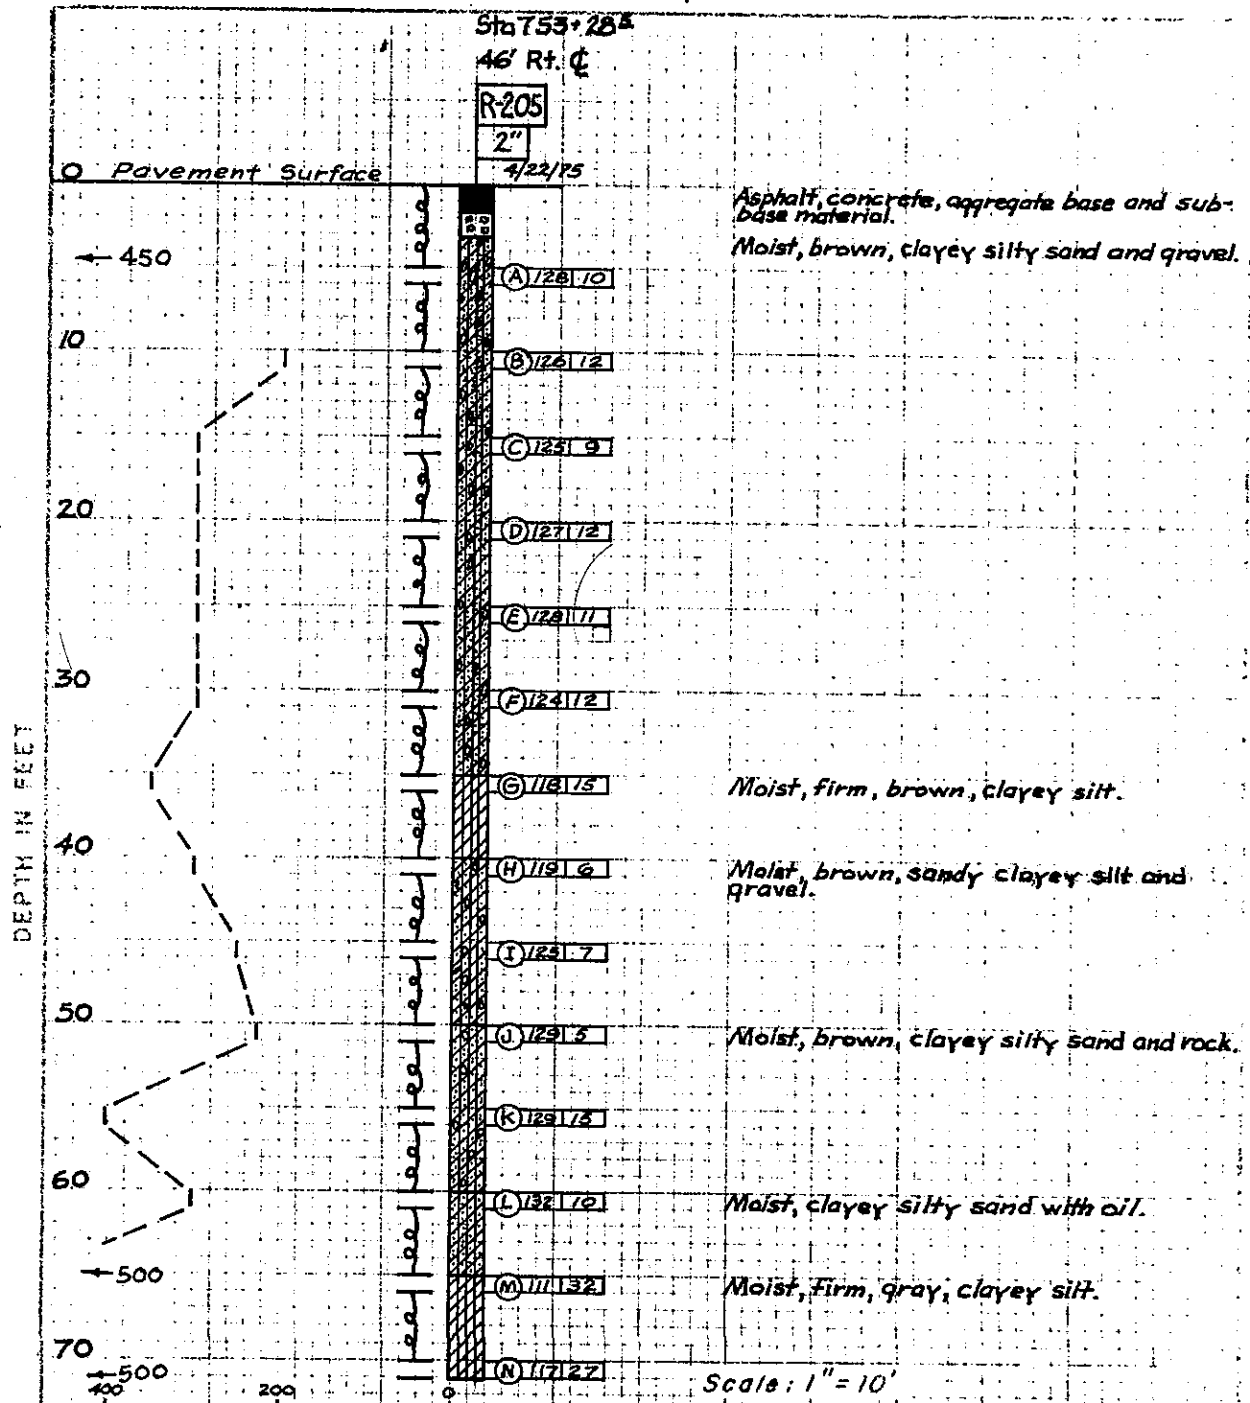 Sta 753+28⁵
46' Rt. ℄
R-205
2"
4/22/75
0 Pavement Surface
Asphalt, concrete, aggregate base and sub-
base material.
← 450
Moist, brown, clayey silty sand and gravel.
A 128 10
10
B 126 12
C 125 9
20
D 127 12
E 128 11
30
F 124 12
DEPTH IN FEET
G 118 15
Moist, firm, brown, clayey silt.
40
H 119 6
Moist, brown, sandy clayey silt and
gravel.
I 125 7
50
J 129 5
Moist, brown, clayey silty sand and rock.
K 129 15
60
L 132 10
Moist, clayey silty sand with oil.
←500
M 111 32
Moist, firm, gray, clayey silt.
70
←500
N 117 27
400 200 0
Scale: 1"=10'